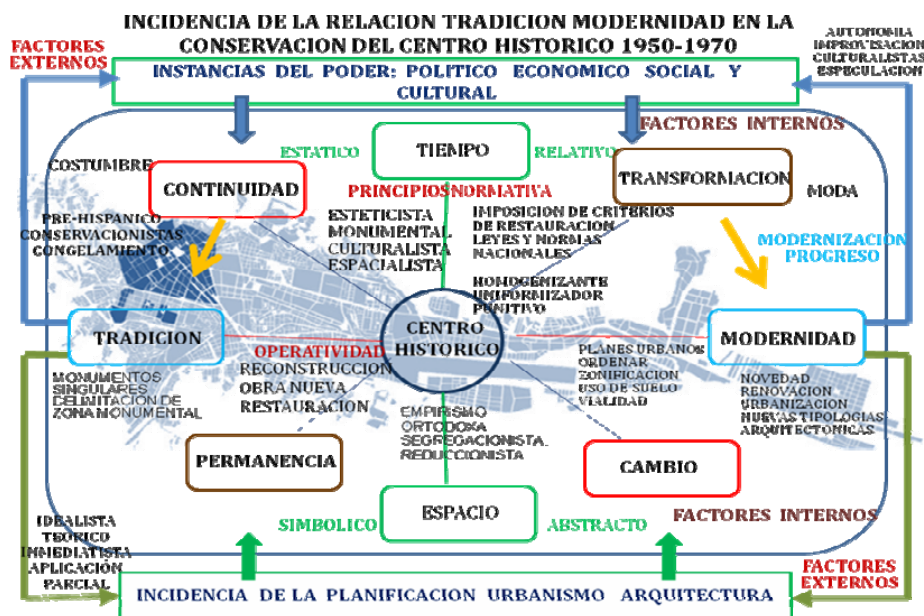 INCIDENCIA DE LA RELACION TRADICION MODERNIDAD EN LA
CONSERVACION DEL CENTRO HISTORICO 1950-1970
FACTORES
EXTERNOS
AUTONOMIA
IMPROVISACION
CULTURALISTAS
ESPECULACION
INSTANCIAS DEL PODER: POLITICO ECONOMICO SOCIAL Y
CULTURAL
FACTORES INTERNOS
ESTATICO
TIEMPO
RELATIVO
COSTUMBRE
CONTINUIDAD
TRANSFORMACION
MODA
PRINCIPIOS
NORMATIVA
PRE-HISPANICO
CONSERVACIONISTAS
CONGELAMIENTO
ESTETICISTA
MONUMENTAL
CULTURALISTA
ESPACIALISTA
IMPOSICION DE CRITERIOS
DE RESTAURACION
LEYES Y NORMAS
NACIONALES
MODERNIZACION
PROGRESO
HOMOGENIZANTE
UNIFORMIZADOR
PUNITIVO
TRADICION
CENTRO
HISTORICO
MODERNIDAD
OPERATIVIDAD
RECONSTRUCCION
OBRA NUEVA
RESTAURACION
PLANES URBANOS
ORDENAR
ZONIFICACION
USO DE SUELO
VIALIDAD
MONUMENTOS
SINGULARES
DELIMITACION DE
ZONA MONUMENTAL
NOVEDAD
RENOVACION
URBANIZACION
NUEVAS TIPOLOGIAS
ARQUITECTONICAS
EMPIRISMO
ORTODOXA
SEGREGACIONISTA
REDUCCIONISTA
PERMANENCIA
CAMBIO
SIMBOLICO
ESPACIO
ABSTRACTO
FACTORES INTERNOS
IDEALISTA
TEORICO
INMEDIATISTA
APLICACIÓN
PARCIAL
FACTORES
EXTERNOS
INCIDENCIA DE LA PLANIFICACION URBANISMO ARQUITECTURA